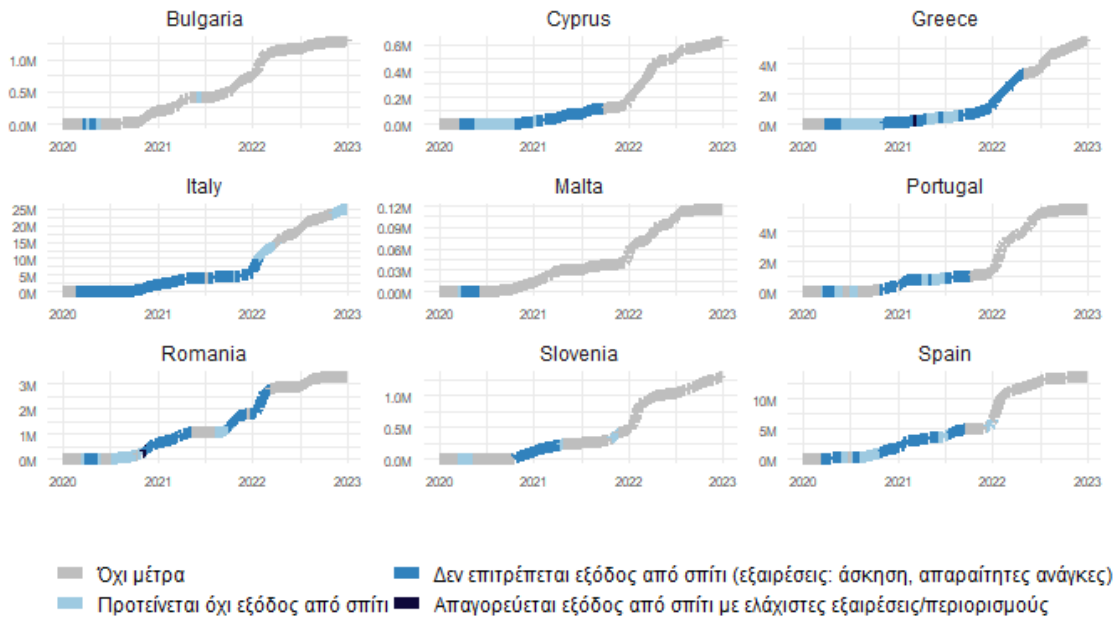 Bulgaria Cyprus Greece
1.0M 0.5M 0.0M
0.6M 0.4M 0.2M 0.0M
4M 2M 0M
2020 2021 2022 2023 2020 2021 2022 2023 2020 2021 2022 2023
Italy Malta Portugal
25M 20M 15M 10M 5M 0M
0.12M 0.09M 0.06M 0.03M 0.00M
4M 2M 0M
2020 2021 2022 2023 2020 2021 2022 2023 2020 2021 2022 2023
Romania Slovenia Spain
3M 2M 1M 0M
1.0M 0.5M 0.0M
10M 5M 0M
2020 2021 2022 2023 2020 2021 2022 2023 2020 2021 2022 2023
Όχι μέτρα Δεν επιτρέπεται εξόδος από σπίτι (εξαιρέσεις: άσκηση, απαραίτητες ανάγκες)
Προτείνεται όχι εξόδος από σπίτι Απαγορεύεται εξόδος από σπίτι με ελάχιστες εξαιρέσεις/περιορισμούς